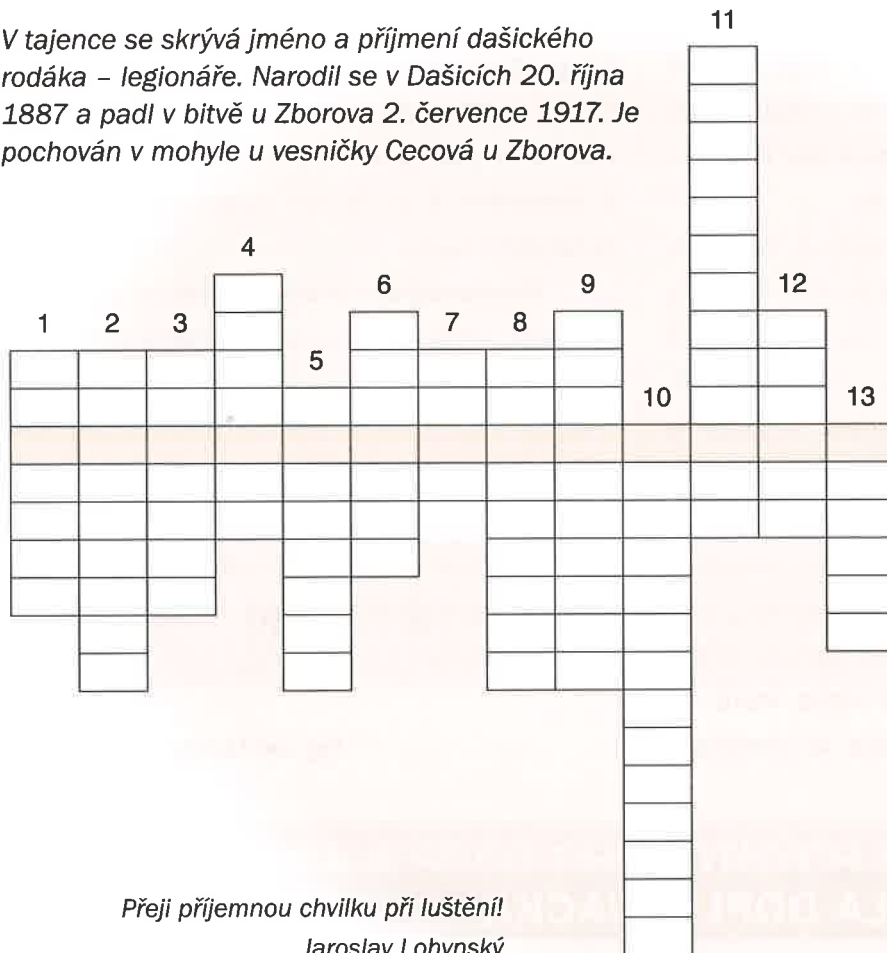 V tajence se skrývá jméno a příjmení dašického
rodáka – legionáře. Narodil se v Dašicích 20. října
1887 a padl v bitvě u Zborova 2. července 1917. Je
pochován v mohyle u vesničky Cecová u Zborova.
11
4
6
9
12
1 2 3
7 8
5
10
13
Přeji příjemnou chvilku při luštění!
Jaroslav Lohynský